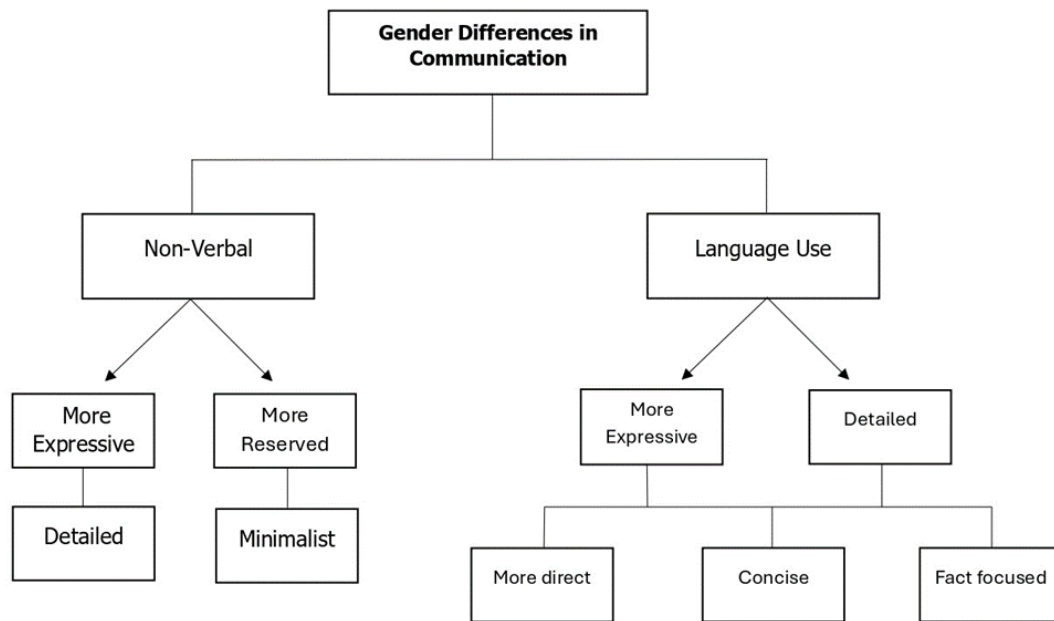 Gender Differences in
Communication
Non-Verbal
Language Use
More
Expressive
More
Reserved
More
Expressive
Detailed
Detailed
Minimalist
More direct
Concise
Fact focused